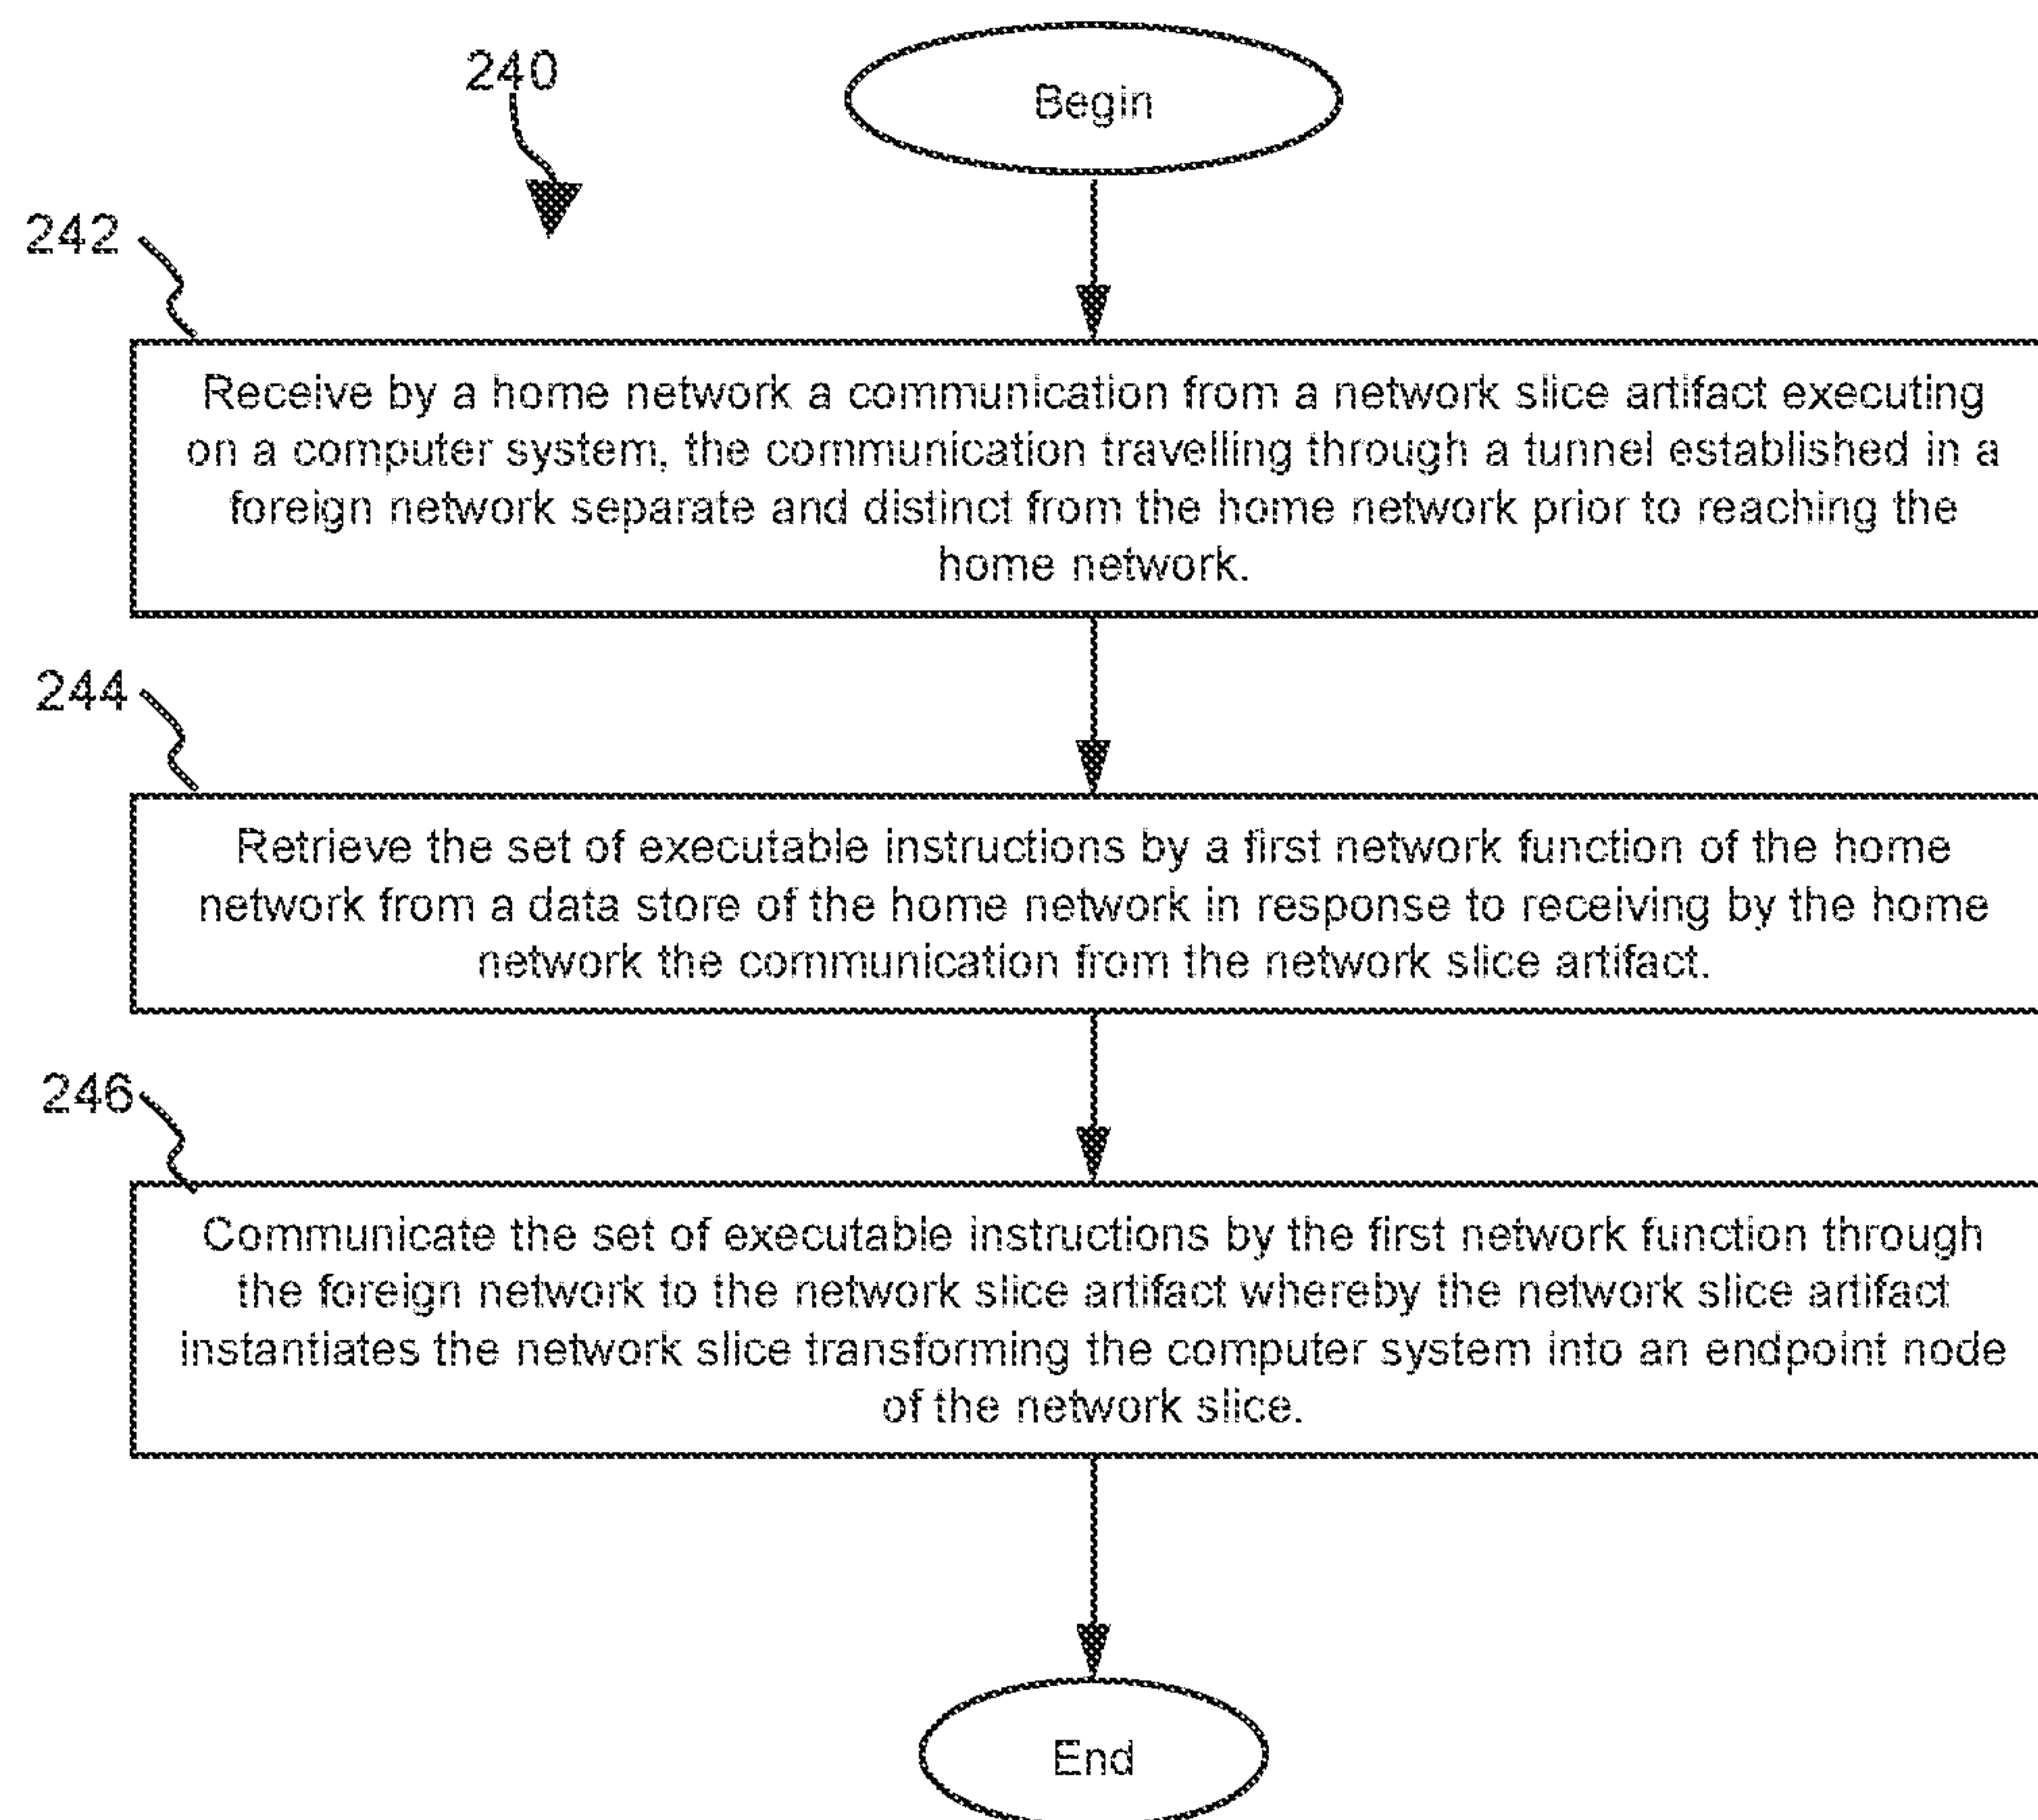 240
Begin
242
Receive by a home network a communication from a network slice artifact executing
on a computer system, the communication travelling through a tunnel established in a
foreign network separate and distinct from the home network prior to reaching the
home network.
244
Retrieve the set of executable instructions by a first network function of the home
network from a data store of the home network in response to receiving by the home
network the communication from the network slice artifact.
246
Communicate the set of executable instructions by the first network function through
the foreign network to the network slice artifact whereby the network slice artifact
instantiates the network slice transforming the computer system into an endpoint node
of the network slice.
End